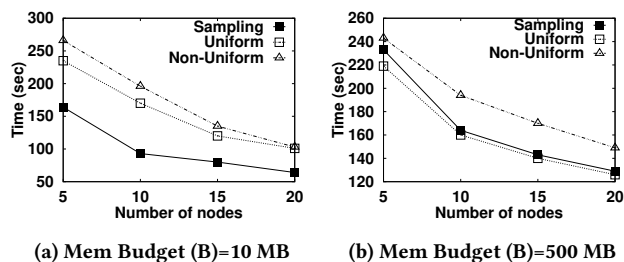 300
250
200
150
100
50
Time (sec)
5 10 15 20
Number of nodes
Sampling
Uniform
Non-Uniform
(a) Mem Budget (B)=10 MB
260
240
220
200
180
160
140
120
Time (sec)
5 10 15 20
Number of nodes
Sampling
Uniform
Non-Uniform
(b) Mem Budget (B)=500 MB